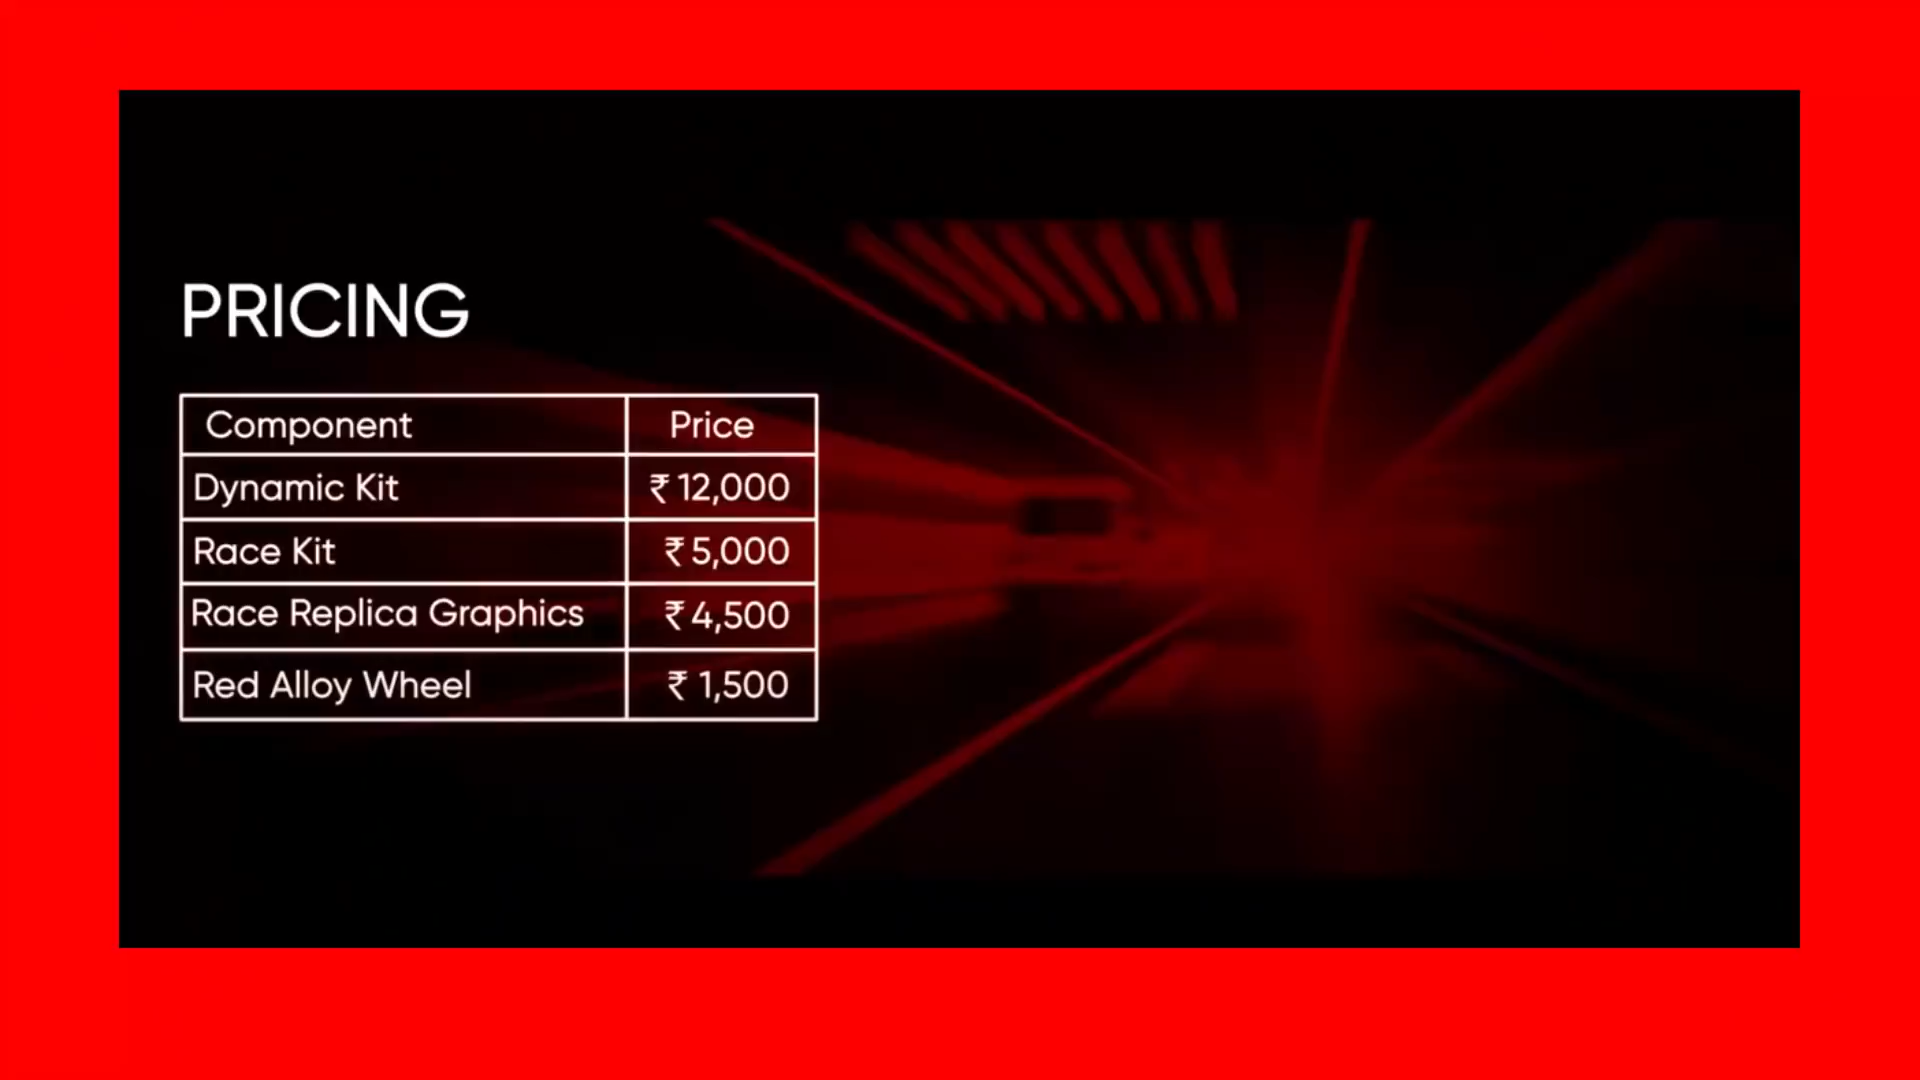 PRICING
Component Price
Dynamic Kit ₹ 12,000
Race Kit ₹ 5,000
Race Replica Graphics ₹ 4,500
Red Alloy Wheel ₹ 1,500